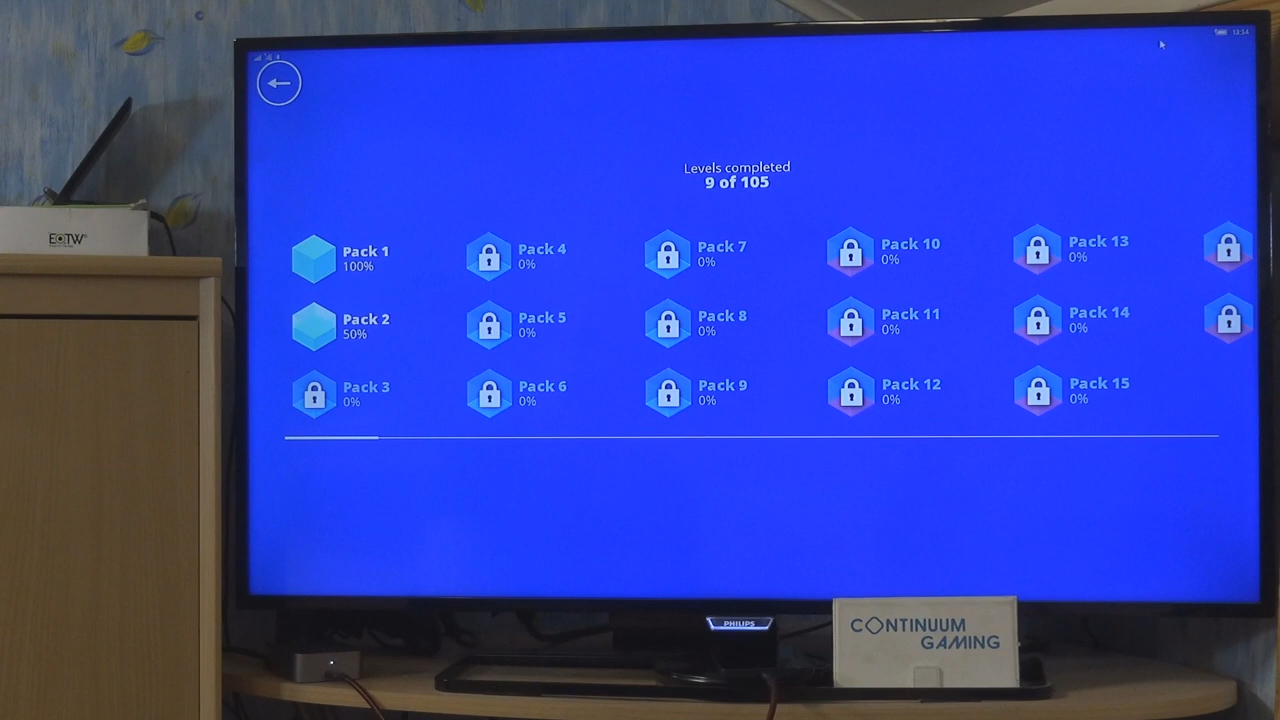 13:54
Levels completed
9 of 105
Pack 1
100%
Pack 2
50%
Pack 3
0%
Pack 4
0%
Pack 5
0%
Pack 6
0%
Pack 7
0%
Pack 8
0%
Pack 9
0%
Pack 10
0%
Pack 11
0%
Pack 12
0%
Pack 13
0%
Pack 14
0%
Pack 15
0%
EOTW
PHILIPS
CONTINUUM
GAMING